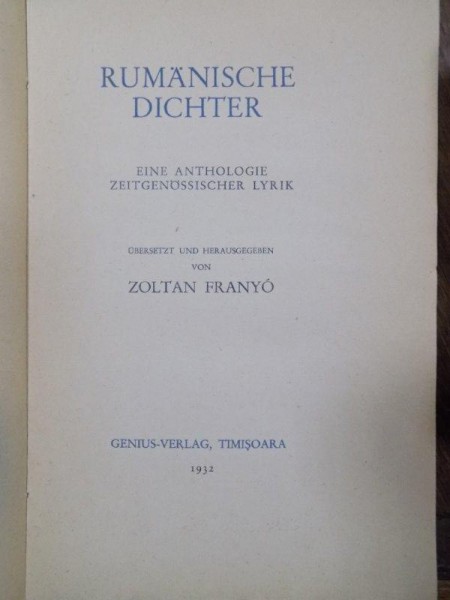 RUMÄNISCHE
DICHTER
EINE ANTHOLOGIE
ZEITGENÖSSISCHER LYRIK
ÜBERSETZT UND HERAUSGEGEBEN
VON
ZOLTAN FRANYÓ
GENIUS-VERLAG, TIMIŞOARA
1932